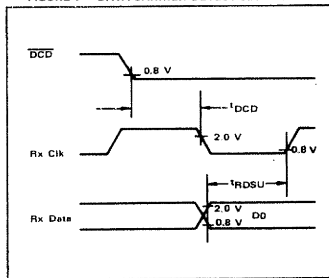 DCD
0.8 V
tDCD
2.0 V
Rx Clk
0.8 V
tRDSU
Rx Data
2.0 V
0.8 V
D0